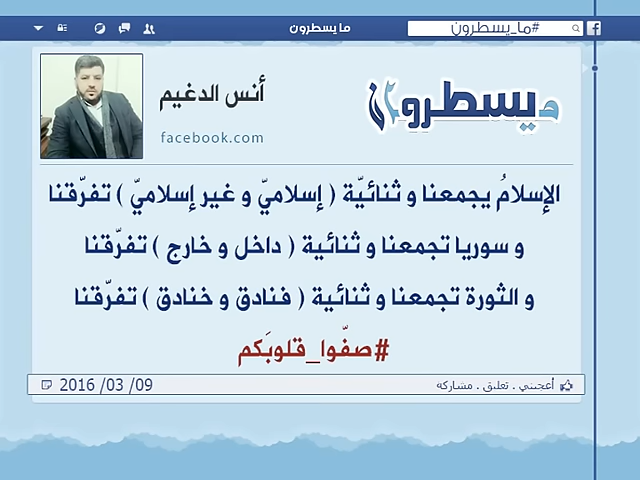 ما يسطرون
#ما_يسطرون
ما يسطرون
أنس الدغيم
facebook.com
الإسلامُ يجمعنا و ثنائيّة ( إسلاميّ و غير إسلاميّ ) تفرّقنا
و سوريا تجمعنا و ثنائية ( داخل و خارج ) تفرّقنا
و الثورة تجمعنا و ثنائية ( فنادق و خنادق ) تفرّقنا
#صفّوا_قلوبَكم
أعجبني . تعليق . مشاركه
2016 /03 /09